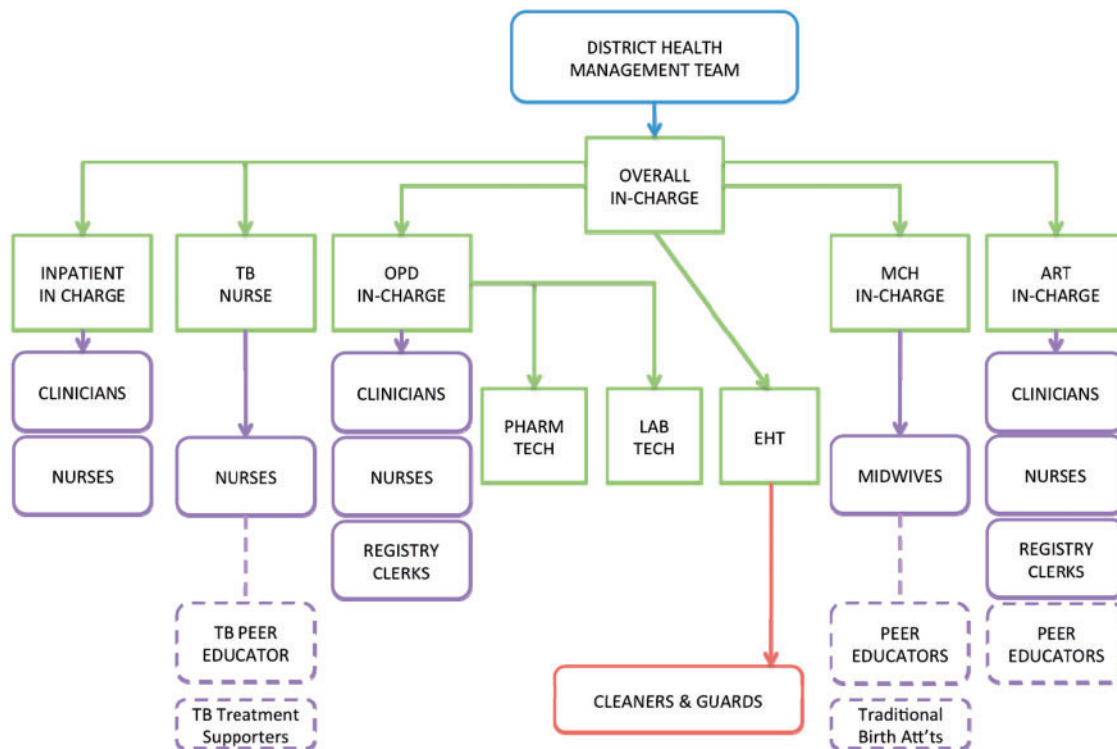 DISTRICT HEALTH
MANAGEMENT TEAM
OVERALL
IN-CHARGE
INPATIENT
IN CHARGE
TB
NURSE
OPD
IN-CHARGE
MCH
IN-CHARGE
ART
IN-CHARGE
CLINICIANS
NURSES
NURSES
CLINICIANS
NURSES
REGISTRY
CLERKS
PHARM
TECH
LAB
TECH
EHT
MIDWIVES
CLINICIANS
NURSES
REGISTRY
CLERKS
TB PEER
EDUCATOR
TB Treatment
Supporters
CLEANERS & GUARDS
PEER
EDUCATORS
Traditional
Birth Att'ts
PEER
EDUCATORS